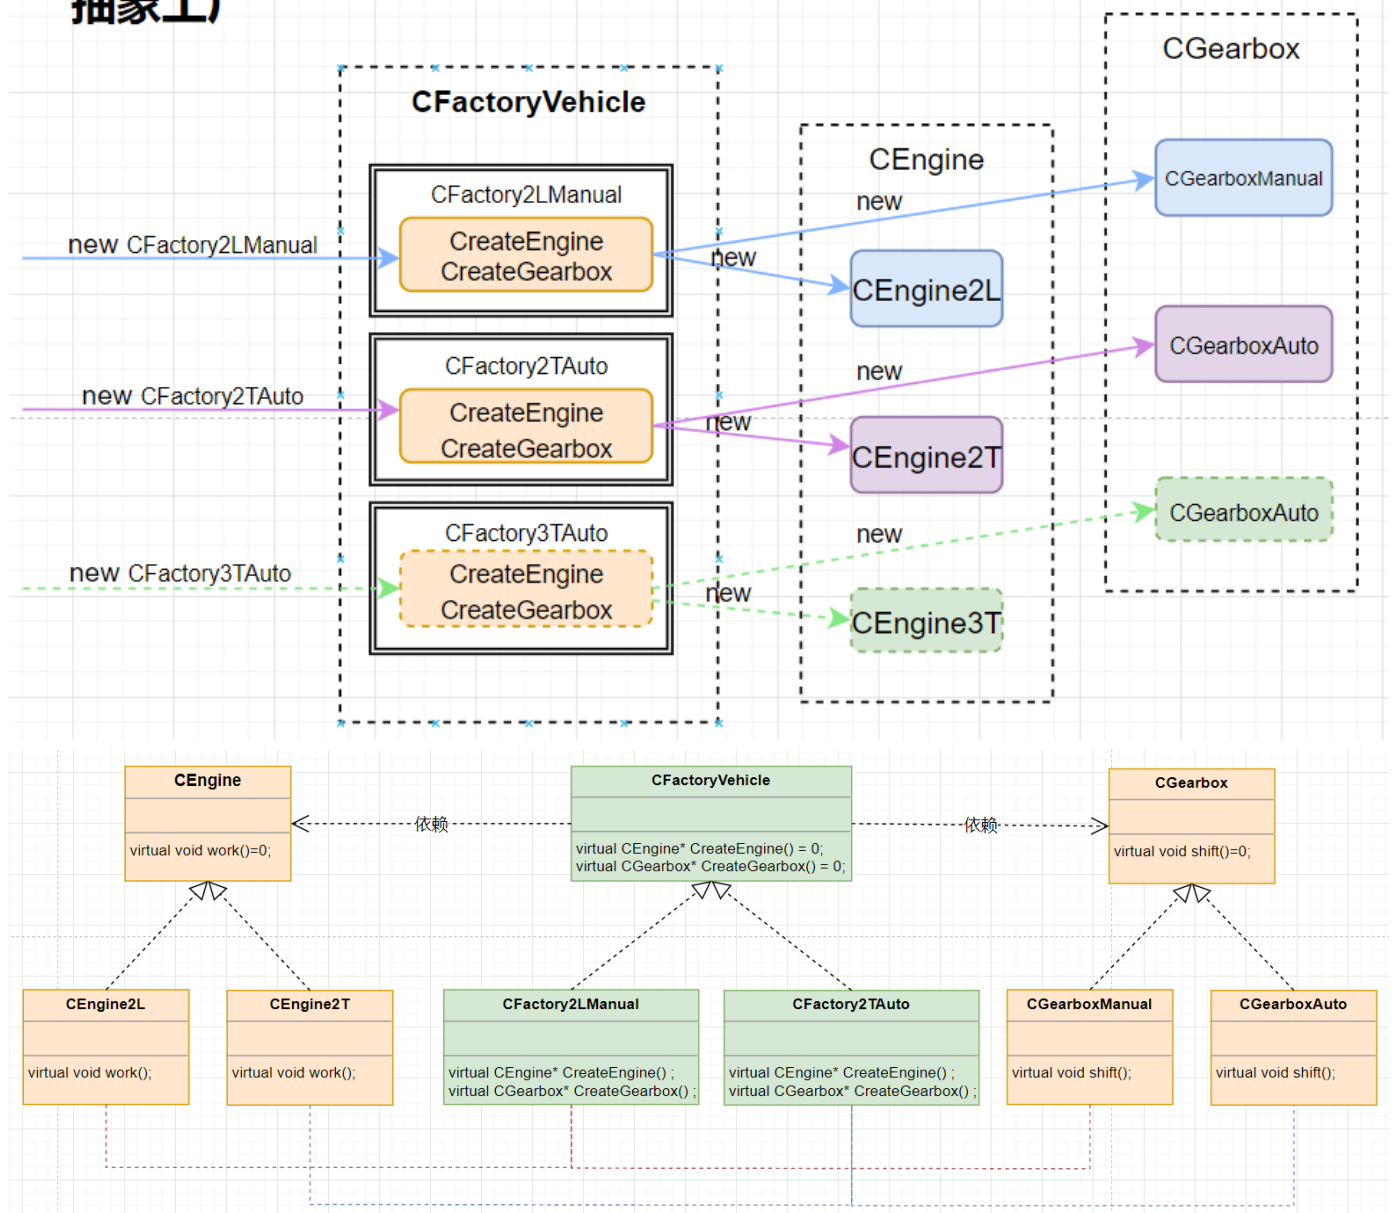 抽象工厂
CGearbox
CFactoryVehicle
CEngine
CFactory2LManual
CGearboxManual
new
new CFactory2LManual
CreateEngine
CreateGearbox
new
CEngine2L
CFactory2TAuto
CGearboxAuto
new
new CFactory2TAuto
CreateEngine
CreateGearbox
new
CEngine2T
CFactory3TAuto
CGearboxAuto
new
new CFactory3TAuto
CreateEngine
CreateGearbox
new
CEngine3T
CEngine
virtual void work()=0;
依赖
CFactoryVehicle
virtual CEngine* CreateEngine() = 0;
virtual CGearbox* CreateGearbox() = 0;
依赖
CGearbox
virtual void shift()=0;
CEngine2L
virtual void work();
CEngine2T
virtual void work();
CFactory2LManual
virtual CEngine* CreateEngine() ;
virtual CGearbox* CreateGearbox() ;
CFactory2TAuto
virtual CEngine* CreateEngine() ;
virtual CGearbox* CreateGearbox() ;
CGearboxManual
virtual void shift();
CGearboxAuto
virtual void shift();